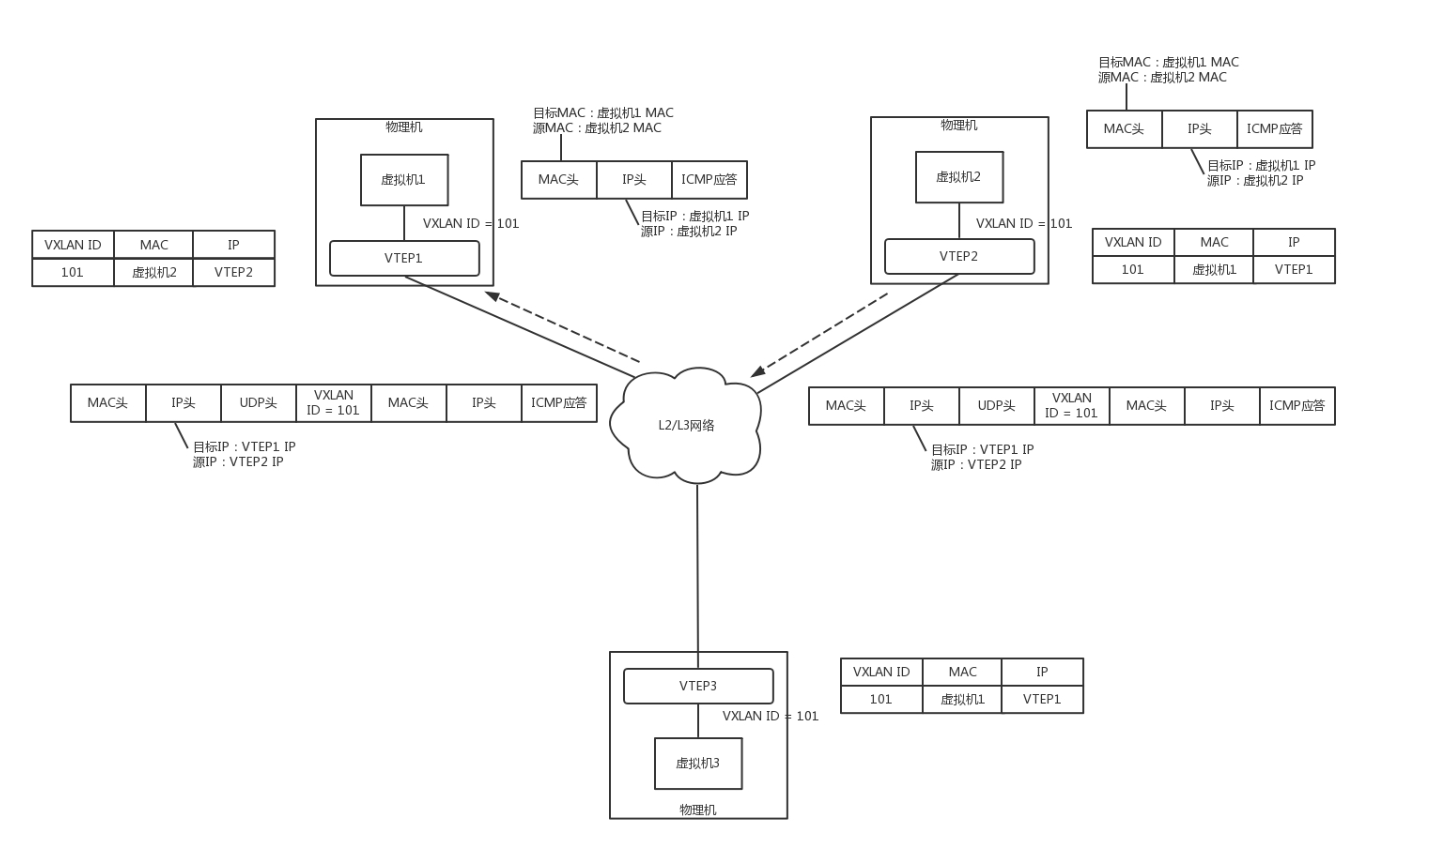 目标MAC：虚拟机1 MAC
源MAC：虚拟机2 MAC
MAC头 IP头 ICMP应答
目标IP：虚拟机1 IP
源IP：虚拟机2 IP
目标MAC：虚拟机1 MAC
源MAC：虚拟机2 MAC
MAC头 IP头 ICMP应答
目标IP：虚拟机1 IP
源IP：虚拟机2 IP
物理机
虚拟机1
VXLAN ID = 101
VTEP1
物理机
虚拟机2
VXLAN ID = 101
VTEP2
VXLAN ID MAC IP
101 虚拟机2 VTEP2
VXLAN ID MAC IP
101 虚拟机1 VTEP1
MAC头 IP头 UDP头 VXLAN ID = 101 MAC头 IP头 ICMP应答
目标IP：VTEP1 IP
源IP：VTEP2 IP
L2/L3网络
MAC头 IP头 UDP头 VXLAN ID = 101 MAC头 IP头 ICMP应答
目标IP：VTEP1 IP
源IP：VTEP2 IP
VTEP3
VXLAN ID = 101
虚拟机3
物理机
VXLAN ID MAC IP
101 虚拟机1 VTEP1